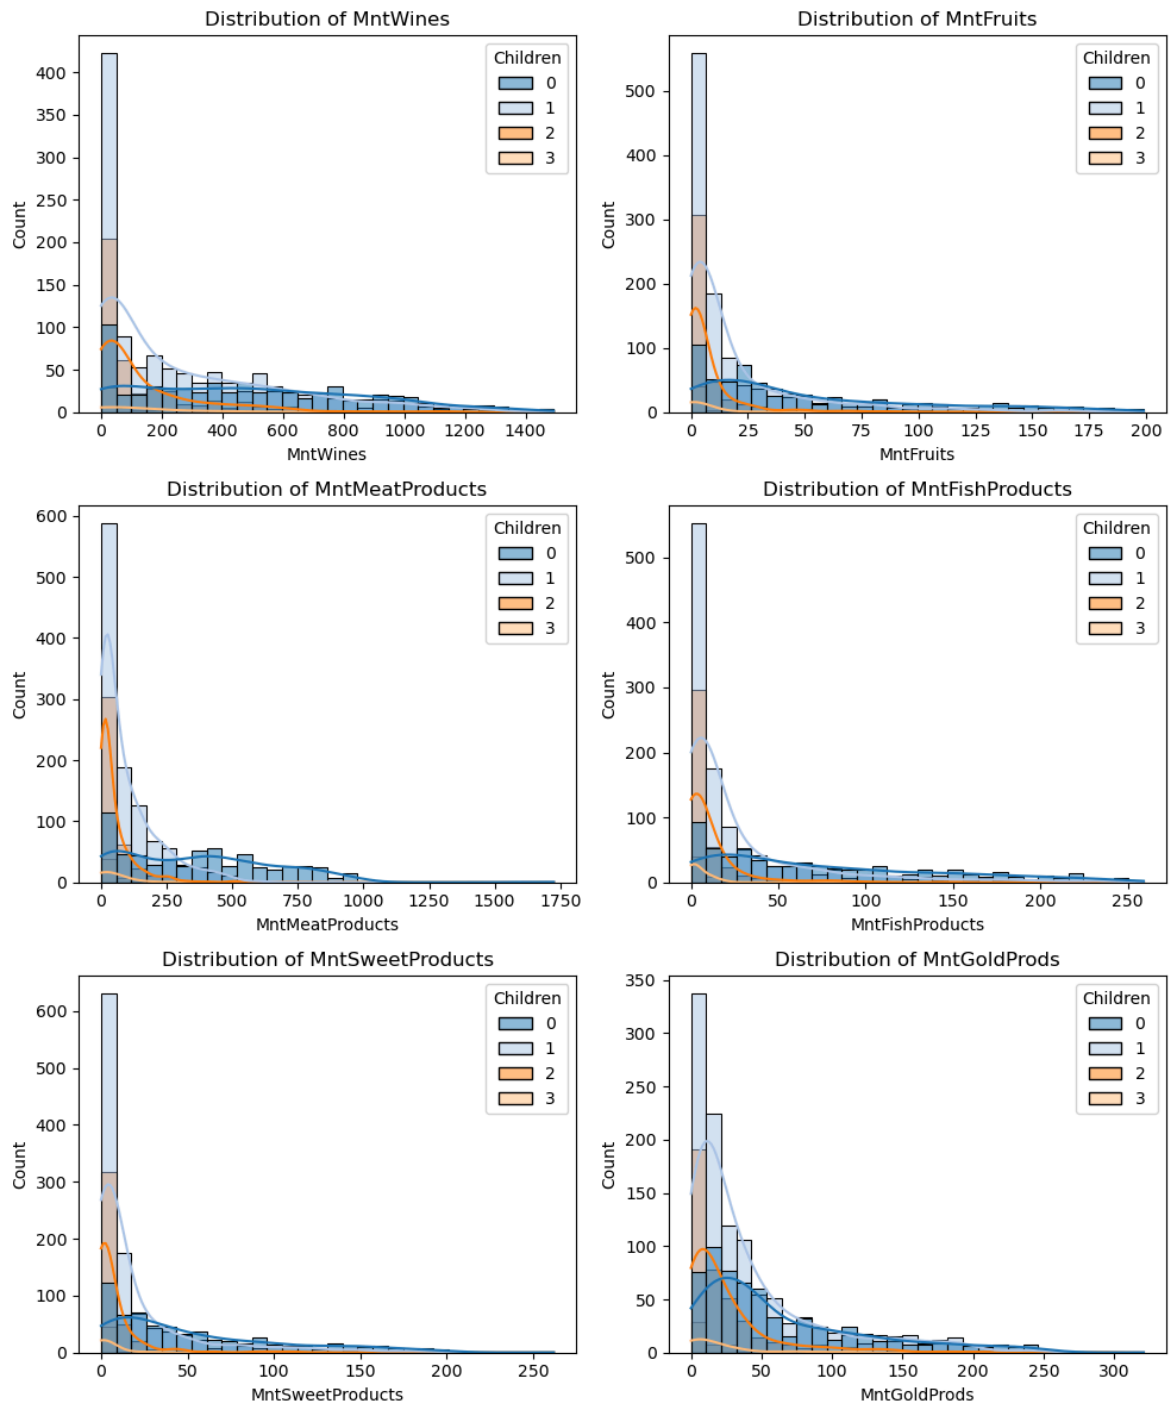 Distribution of MntWines
Children
0
1
2
3
400
350
300
250
200
150
100
50
0
Count
0 200 400 600 800 1000 1200 1400
MntWines
Distribution of MntFruits
Children
0
1
2
3
500
400
300
200
100
0
Count
0 25 50 75 100 125 150 175 200
MntFruits
Distribution of MntMeatProducts
Children
0
1
2
3
600
500
400
300
200
100
0
Count
0 250 500 750 1000 1250 1500 1750
MntMeatProducts
Distribution of MntFishProducts
Children
0
1
2
3
500
400
300
200
100
0
Count
0 50 100 150 200 250
MntFishProducts
Distribution of MntSweetProducts
Children
0
1
2
3
600
500
400
300
200
100
0
Count
0 50 100 150 200 250
MntSweetProducts
Distribution of MntGoldProds
Children
0
1
2
3
350
300
250
200
150
100
50
0
Count
0 50 100 150 200 250 300
MntGoldProds